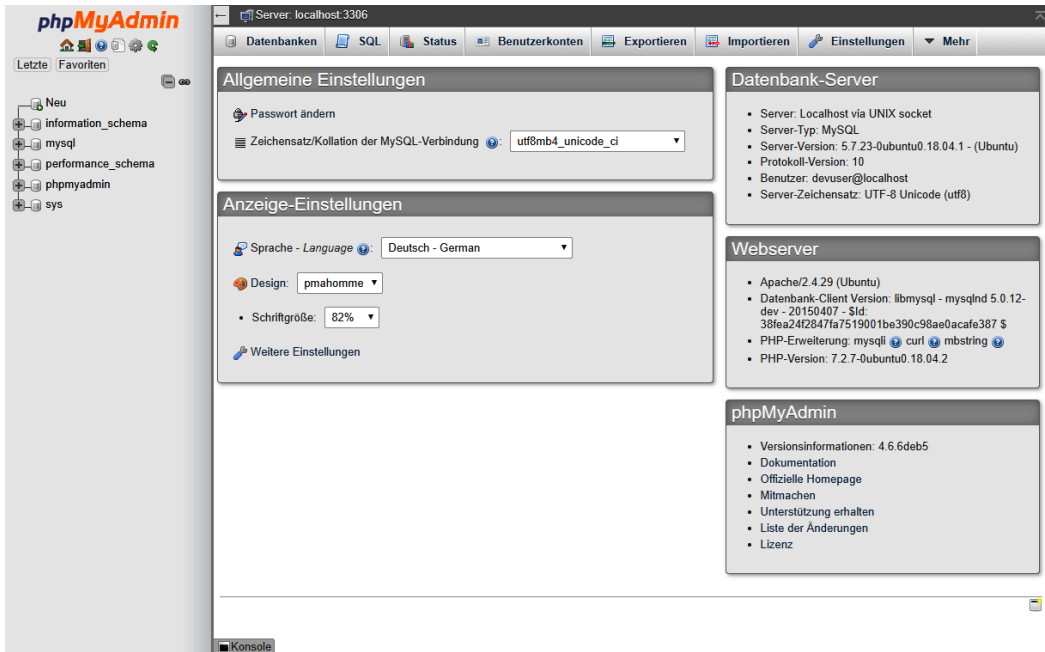 phpMyAdmin
Letzte Favoriten
Neu
information_schema
mysql
performance_schema
phpmyadmin
sys
Server: localhost:3306
Datenbanken SQL Status Benutzerkonten Exportieren Importieren Einstellungen Mehr
Allgemeine Einstellungen
Passwort ändern
Zeichensatz/Kollation der MySQL-Verbindung : utf8mb4_unicode_ci
Anzeige-Einstellungen
Sprache - Language : Deutsch - German
Design: pmahomme
• Schriftgröße: 82%
Weitere Einstellungen
Datenbank-Server
• Server: Localhost via UNIX socket
• Server-Typ: MySQL
• Server-Version: 5.7.23-0ubuntu0.18.04.1 - (Ubuntu)
• Protokoll-Version: 10
• Benutzer: devuser@localhost
• Server-Zeichensatz: UTF-8 Unicode (utf8)
Webserver
• Apache/2.4.29 (Ubuntu)
• Datenbank-Client Version: libmysql - mysqlnd 5.0.12-
dev - 20150407 - $Id:
38fea24f2847fa7519001be390c98ae0acafe387 $
• PHP-Erweiterung: mysqli curl mbstring
• PHP-Version: 7.2.7-0ubuntu0.18.04.2
phpMyAdmin
• Versionsinformationen: 4.6.6deb5
• Dokumentation
• Offizielle Homepage
• Mitmachen
• Unterstützung erhalten
• Liste der Änderungen
• Lizenz
Konsole